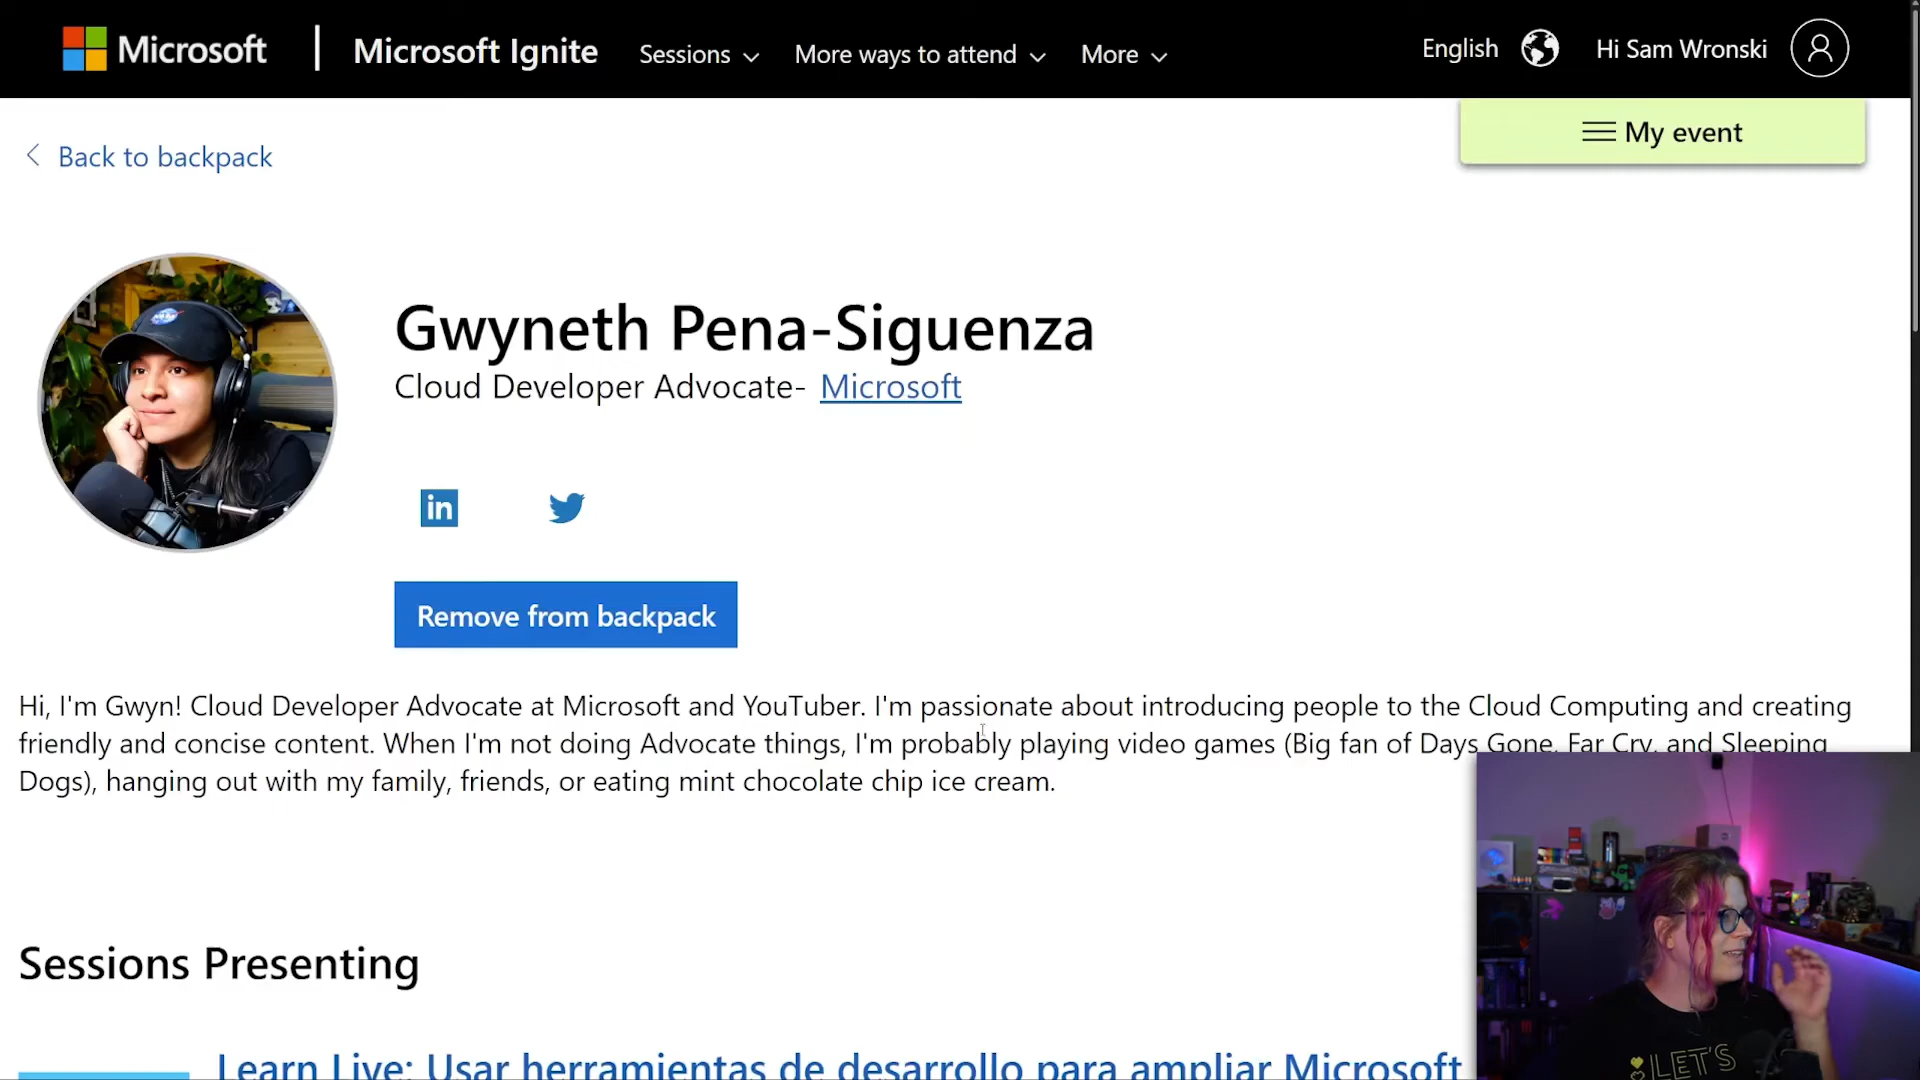 Microsoft
Microsoft Ignite
Sessions
More ways to attend
More
English
Hi Sam Wronski
Back to backpack
My event
Gwyneth Pena-Siguenza
Cloud Developer Advocate- Microsoft
in
Remove from backpack
Hi, I'm Gwyn! Cloud Developer Advocate at Microsoft and YouTuber. I'm passionate about introducing people to the Cloud Computing and creating
friendly and concise content. When I'm not doing Advocate things, I'm probably playing video games (Big fan of Days Gone, Far Cry, and Sleeping
Dogs), hanging out with my family, friends, or eating mint chocolate chip ice cream.
Sessions Presenting
Learn Live: Usar herramientas de desarrollo para ampliar Microsoft
LET'S